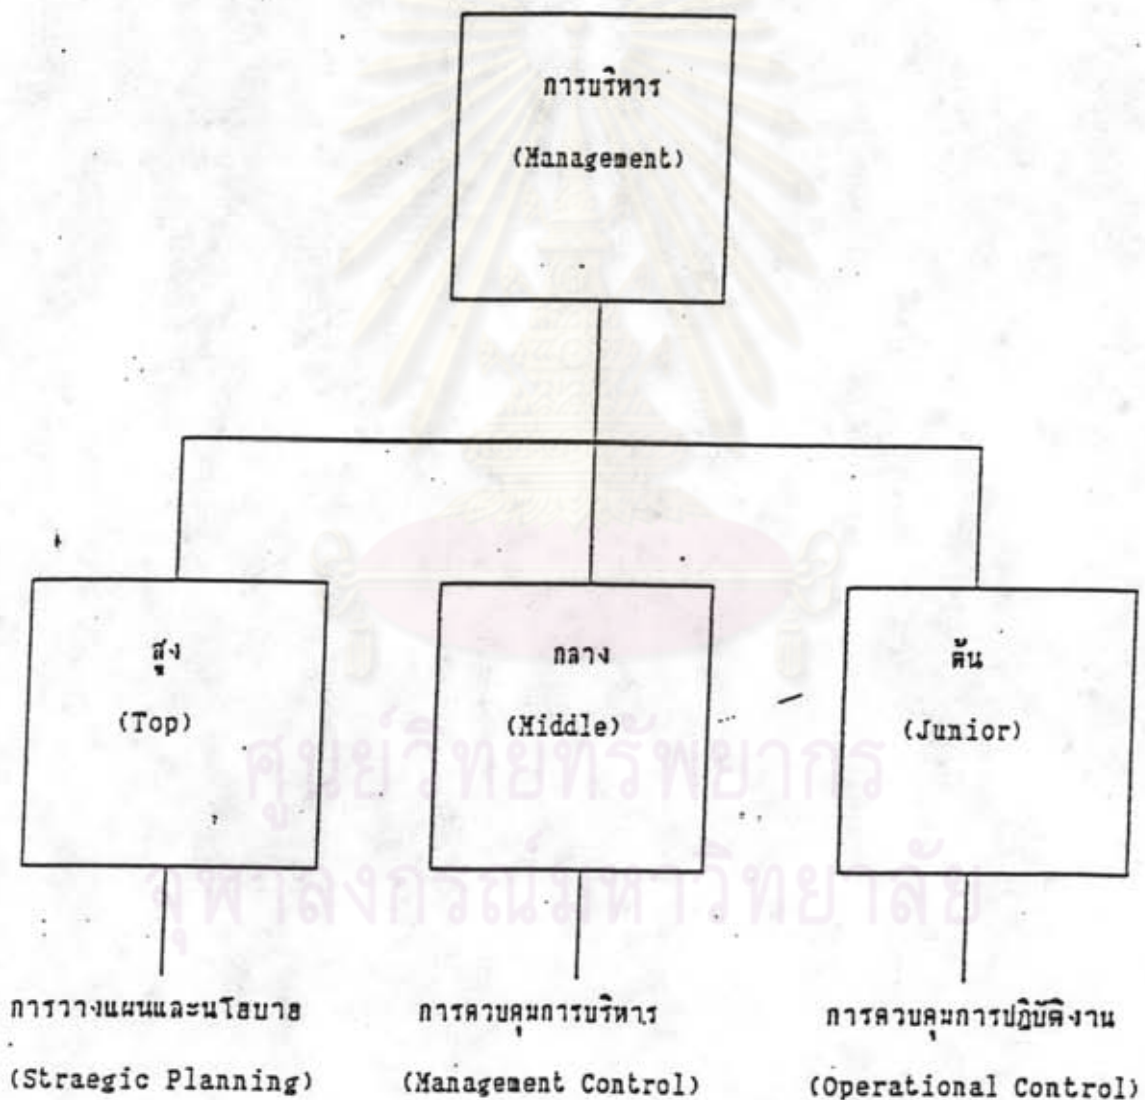 การบริหาร
(Management)
สูง
(Top)
กลาง
(Middle)
ต้น
(Junior)
ศูนย์วิทยทรัพยากร
จุฬาลงกรณ์มหาวิทยาลัย
การวางแผนและนโยบาย
(Straegic Planning)
การควบคุมการบริหาร
(Management Control)
การควบคุมการปฏิบัติงาน
(Operational Control)